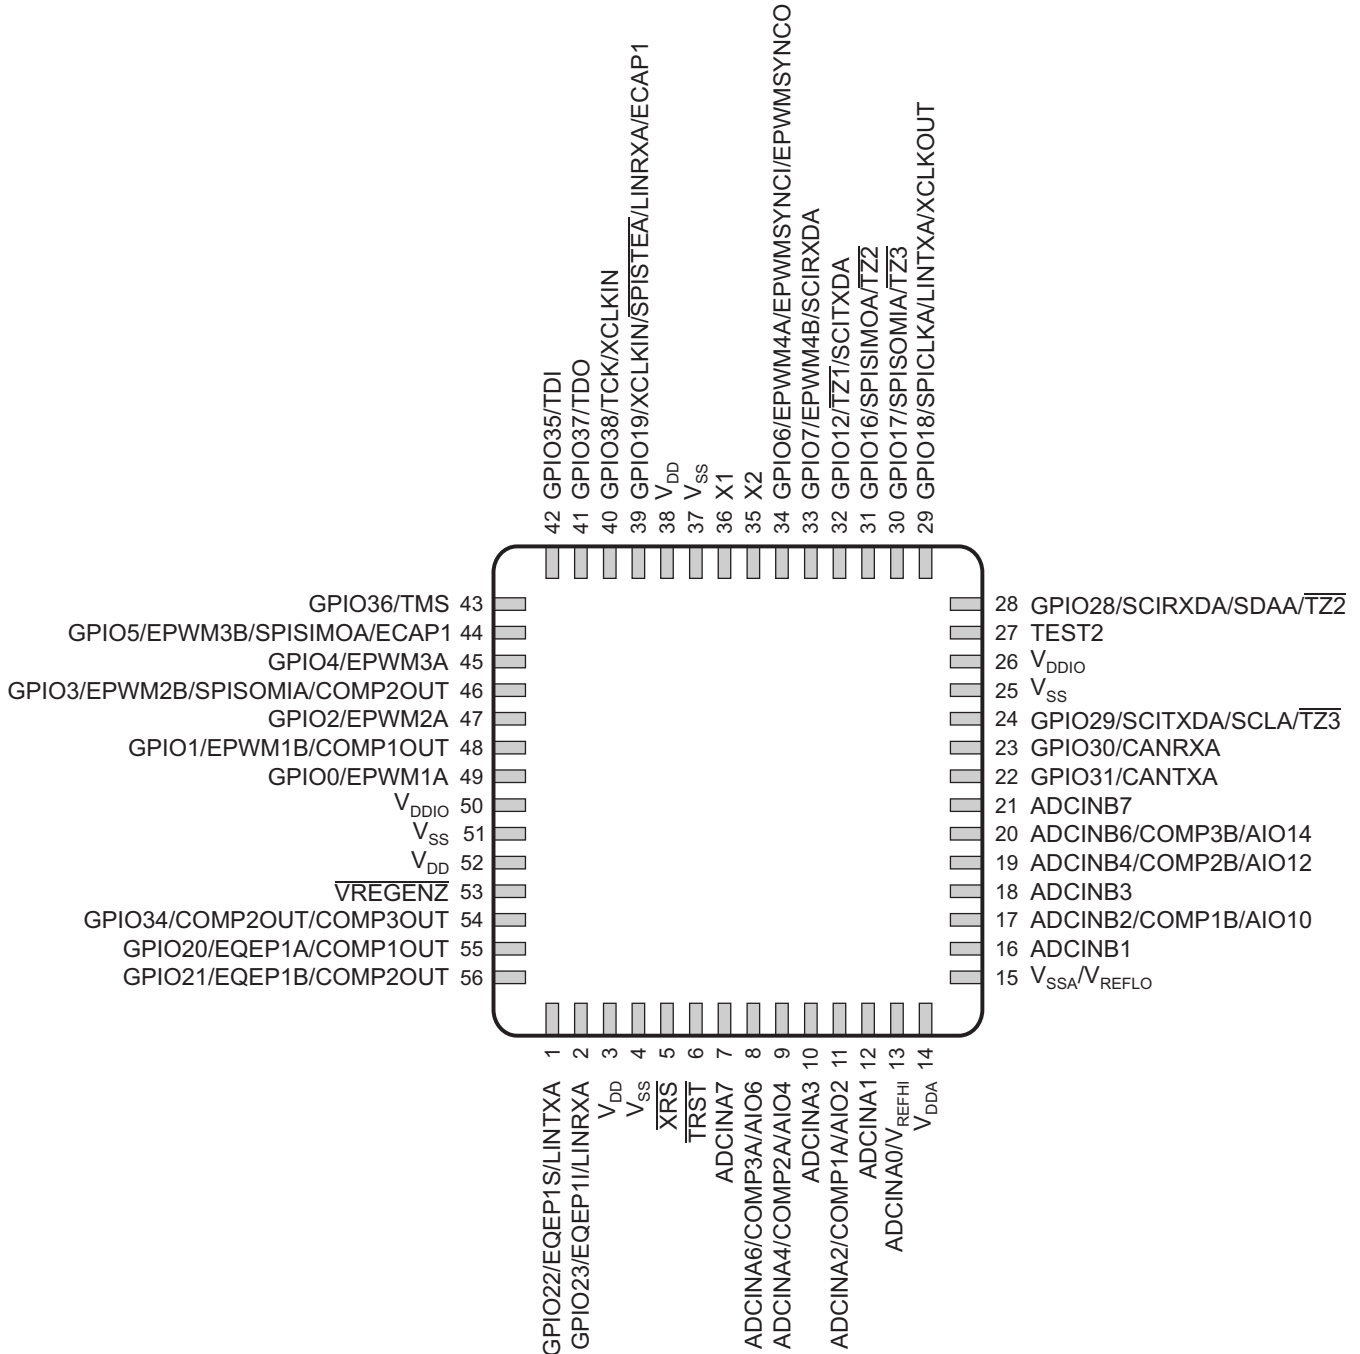 42 GPIO35/TDI
41 GPIO37/TDO
40 GPIO38/TCK/XCLKIN
39 GPIO19/XCLKIN/SPISTEA/LINRXA/ECAP1
38 VDD
37 VSS
36 X1
35 X2
34 GPIO6/EPWM4A/EPWMSYNCI/EPWMSYNCO
33 GPIO7/EPWM4B/SCIRXDA
32 GPIO12/TZ1/SCITXDA
31 GPIO16/SPISIMOA/TZ2
30 GPIO17/SPISOMIA/TZ3
29 GPIO18/SPICLKA/LINTXA/XCLKOUT
GPIO36/TMS 43
GPIO5/EPWM3B/SPISIMOA/ECAP1 44
GPIO4/EPWM3A 45
GPIO3/EPWM2B/SPISOMIA/COMP2OUT 46
GPIO2/EPWM2A 47
GPIO1/EPWM1B/COMP1OUT 48
GPIO0/EPWM1A 49
VDDIO 50
VSS 51
VDD 52
VREGENZ 53
GPIO34/COMP2OUT/COMP3OUT 54
GPIO20/EQEP1A/COMP1OUT 55
GPIO21/EQEP1B/COMP2OUT 56
28 GPIO28/SCIRXDA/SDAA/TZ2
27 TEST2
26 VDDIO
25 VSS
24 GPIO29/SCITXDA/SCLA/TZ3
23 GPIO30/CANRXA
22 GPIO31/CANTXA
21 ADCINB7
20 ADCINB6/COMP3B/AIO14
19 ADCINB4/COMP2B/AIO12
18 ADCINB3
17 ADCINB2/COMP1B/AIO10
16 ADCINB1
15 VSSA/VREFLO
GPIO22/EQEP1S/LINTXA 1
GPIO23/EQEP1I/LINRXA 2
VDD 3
VSS 4
XRS 5
TRST 6
ADCINA7 7
ADCINA6/COMP3A/AIO6 8
ADCINA4/COMP2A/AIO4 9
ADCINA3 10
ADCINA2/COMP1A/AIO2 11
ADCINA1 12
ADCINA0/VREFHI 13
VDDA 14